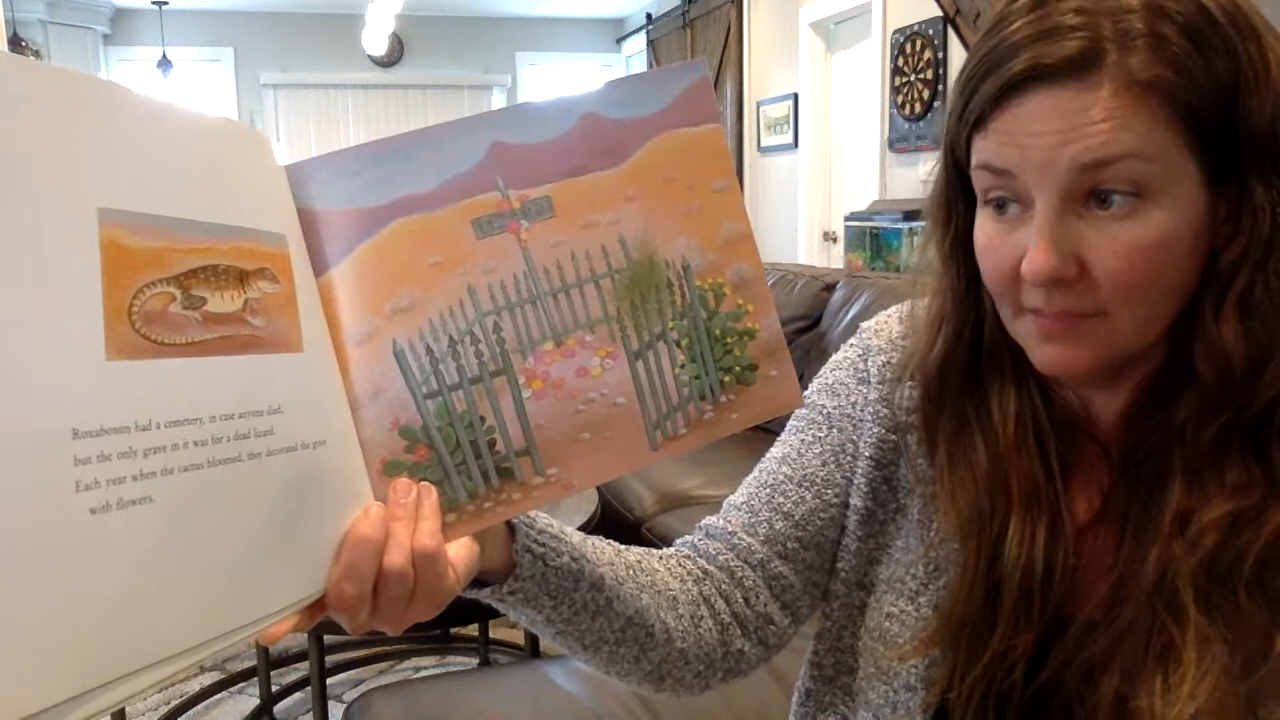 Roxaboxen had a cemetery, in case anyone died,
but the only grave in it was for a dead lizard.
Each year when the cactus bloomed, they decorated the grave
with flowers.